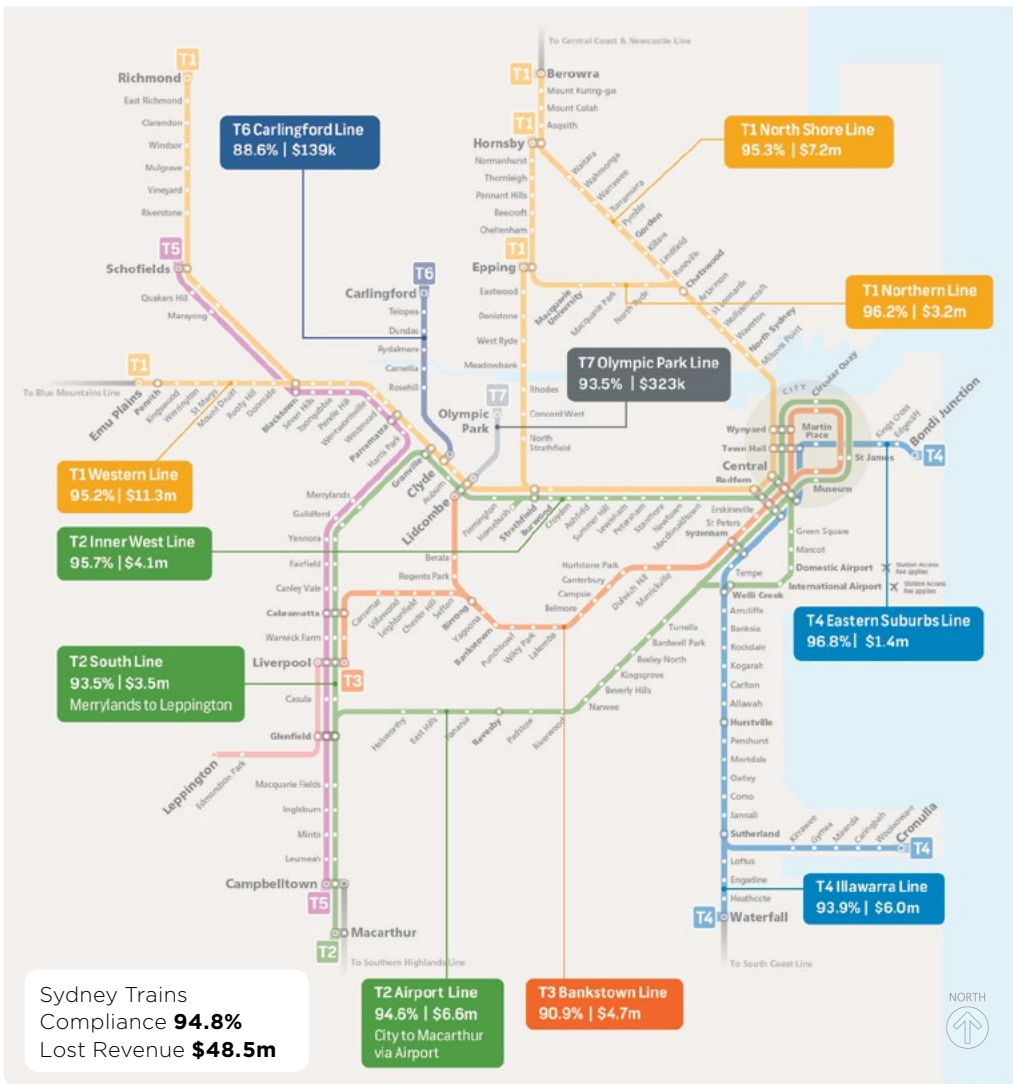 To Central Coast & Newcastle Line
T1
Richmond
East Richmond
Clarendon
Windsor
Mulgrave
Vineyard
Riverstone
T5
Schofields
Quakers Hill
Marayong
T6 Carlingford Line
88.6% | $139k
T1
Berowra
Mount Kuring-gai
Mount Colah
Asquith
T1
Hornsby
Normanhurst
Thornleigh
Pennant Hills
Beecroft
Cheltenham
T1
Epping
Eastwood
Denistone
West Ryde
Meadowbank
Rhodes
Concord West
North
Strathfield
Waitara
Wahroonga
Warrawee
Turramurra
Pymble
Gordon
Killara
Lindfield
Roseville
Chatswood
Artarmon
St Leonards
Wollstonecraft
Waverton
North Sydney
Milsons Point
T1 North Shore Line
95.3% | $7.2m
Macquarie
University
Macquarie Park
North Ryde
T1 Northern Line
96.2% | $3.2m
T6
Carlingford
Telopea
Dundas
Rydalmere
Camellia
Rosehill
T7 Olympic Park Line
93.5% | $323k
T7
Olympic
Park
T1
To Blue Mountains Line
Emu Plains
Penrith
Kingswood
Werrington
St Marys
Mount Druitt
Rooty Hill
Doonside
Blacktown
Seven Hills
Toongabbie
Pendle Hill
Wentworthville
Westmead
Parramatta
Harris Park
Granville
Clyde
Auburn
Lidcombe
T1 Western Line
95.2% | $11.3m
CITY
Circular Quay
Wynyard
Martin
Place
Town Hall
St James
Central
Redfern
Museum
Kings Cross
Edgecliff
Bondi Junction
T4
Flemington
Homebush
Strathfield
Burwood
Croydon
Ashfield
Summer Hill
Lewisham
Petersham
Stanmore
Newtown
Macdonaldtown
Erskineville
St Peters
Sydenham
T2 Inner West Line
95.7% | $4.1m
Merrylands
Guildford
Yennora
Fairfield
Canley Vale
Cabramatta
Warwick Farm
Liverpool
T3
Casula
Glenfield
Leppington
Edmondson Park
Macquarie Fields
Ingleburn
Minto
Leumeah
Campbelltown
T5
T2
Macarthur
To Southern Highlands Line
Berala
Regents Park
Carramar
Villawood
Leightonfield
Chester Hill
Sefton
Birrong
Yagoona
Bankstown
Punchbowl
Wiley Park
Lakemba
Belmore
Campsie
Canterbury
Hurlstone Park
Dulwich Hill
Marrickville
Green Square
Mascot
Domestic Airport
Station Access
Fee applies
International Airport
Station Access
Fee applies
T4 Eastern Suburbs Line
96.8% | $1.4m
Tempe
Wolli Creek
Arncliffe
Banksia
Rockdale
Kogarah
Carlton
Allawah
Hurstville
Penshurst
Mortdale
Oatley
Como
Jannali
Sutherland
Loftus
Engadine
Heathcote
T4
Waterfall
To South Coast Line
Kirrawee
Gymea
Miranda
Caringbah
Woolooware
Cronulla
T4
T4 Illawarra Line
93.9% | $6.0m
T2 South Line
93.5% | $3.5m
Merrylands to Leppington
Turrella
Bardwell Park
Bexley North
Kingsgrove
Beverly Hills
Narwee
Riverwood
Padstow
Revesby
Panania
East Hills
Holsworthy
T2 Airport Line
94.6% | $6.6m
City to Macarthur
via Airport
T3 Bankstown Line
90.9% | $4.7m
Sydney Trains
Compliance 94.8%
Lost Revenue $48.5m
NORTH